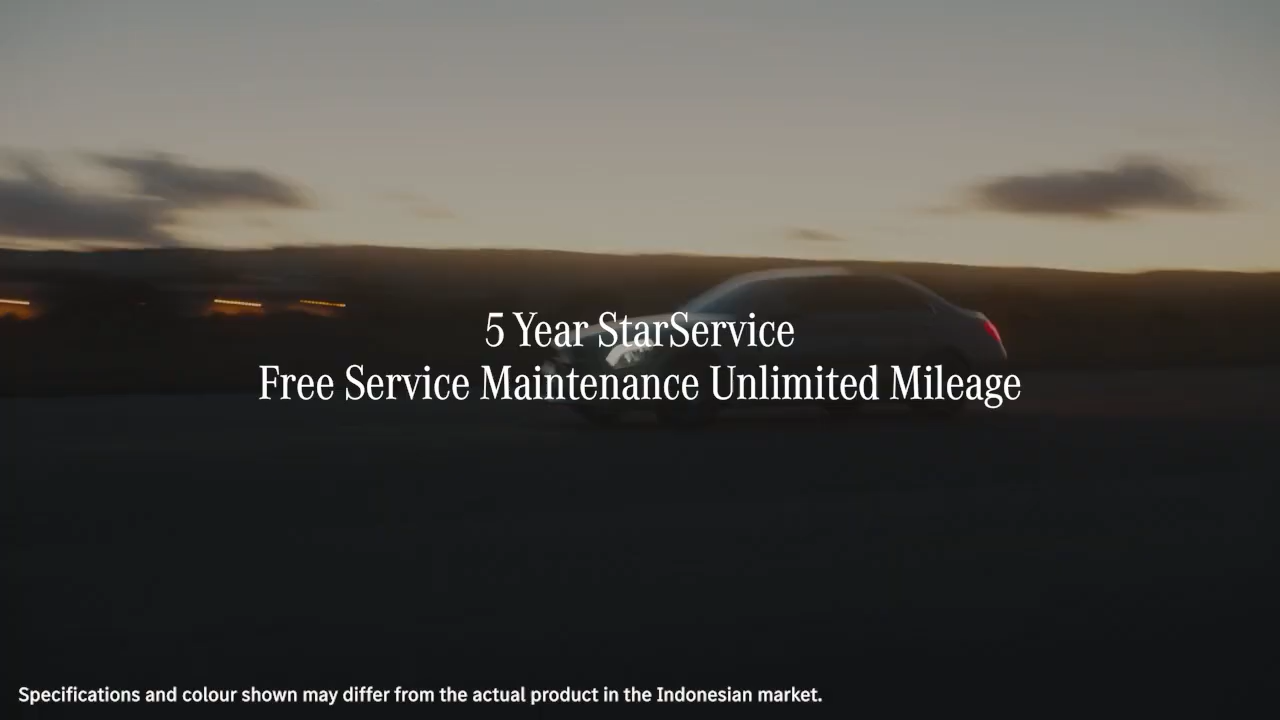 5 Year StarService
Free Service Maintenance Unlimited Mileage
Specifications and colour shown may differ from the actual product in the Indonesian market.